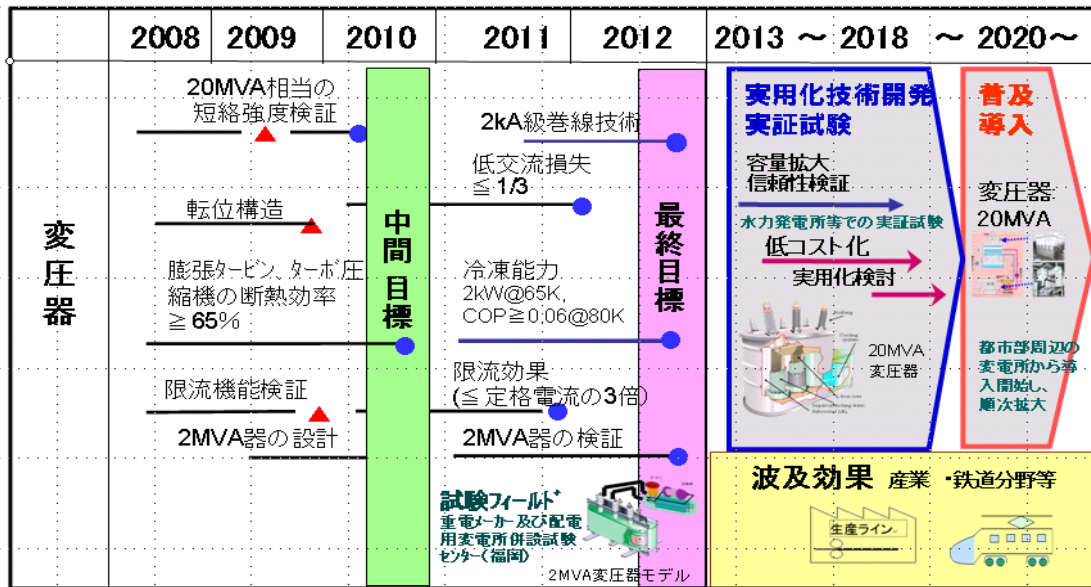 2008 2009 2010 2011 2012 2013 ～ 2018 ～ 2020～
変圧器
20MVA相当の
短絡強度検証
転位構造
膨張タービン、ターボ圧
縮機の断熱効率
≧65%
限流機能検証
2MVA器の設計
中間目標
2kA級巻線技術
低交流損失
≦1/3
冷凍能力
2kW@65K,
COP≧0.06@80K
限流効果
(≦定格電流の3倍)
2MVA器の検証
試験フィールド
重電メーカー及び配電
用変電所併設試験
センター(福岡)
2MVA変圧器モデル
最終目標
実用化技術開発
実証試験
容量拡大
信頼性検証
水力発電所等での実証試験
低コスト化
実用化検討
20MVA
変圧器
普及
導入
変圧器
20MVA
都市部周辺の
変電所から導
入開始し、
順次拡大
波及効果 産業・鉄道分野等
生産ライン